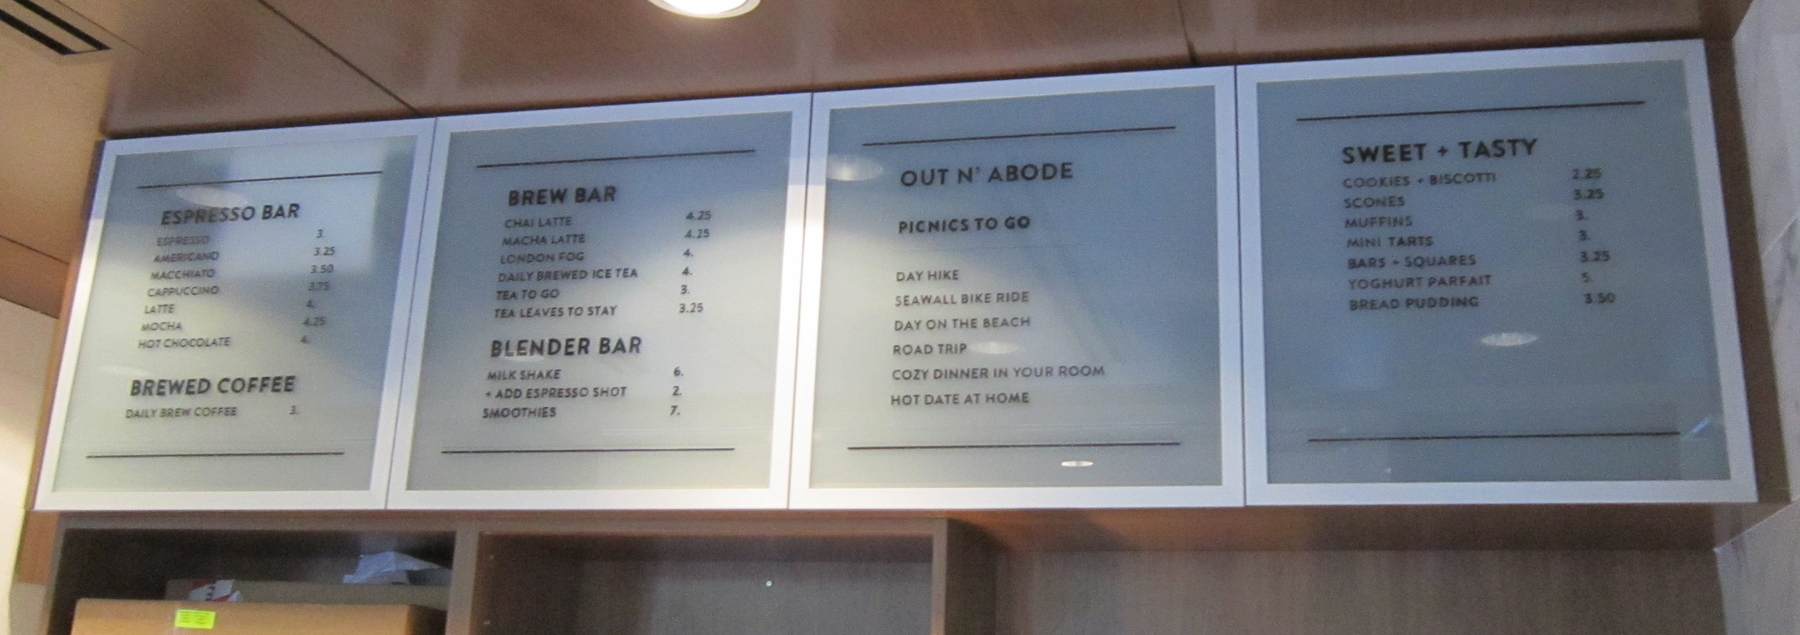 ESPRESSO BAR
ESPRESSO 3.
AMERICANO 3.25
MACCHIATO 3.50
CAPPUCCINO 3.75
LATTE 4.
MOCHA 4.25
HOT CHOCOLATE 4.
BREWED COFFEE
DAILY BREW COFFEE 3.
BREW BAR
CHAI LATTE 4.25
MACHA LATTE 4.25
LONDON FOG 4.
DAILY BREWED ICE TEA 4.
TEA TO GO 3.
TEA LEAVES TO STAY 3.25
BLENDER BAR
MILK SHAKE 6.
+ ADD ESPRESSO SHOT 2.
SMOOTHIES 7.
OUT N' ABODE
PICNICS TO GO
DAY HIKE
SEAWALL BIKE RIDE
DAY ON THE BEACH
ROAD TRIP
COZY DINNER IN YOUR ROOM
HOT DATE AT HOME
SWEET + TASTY
COOKIES + BISCOTTI 2.25
SCONES 3.25
MUFFINS 3.
MINI TARTS 3.
BARS + SQUARES 3.25
YOGHURT PARFAIT 5.
BREAD PUDDING 3.50